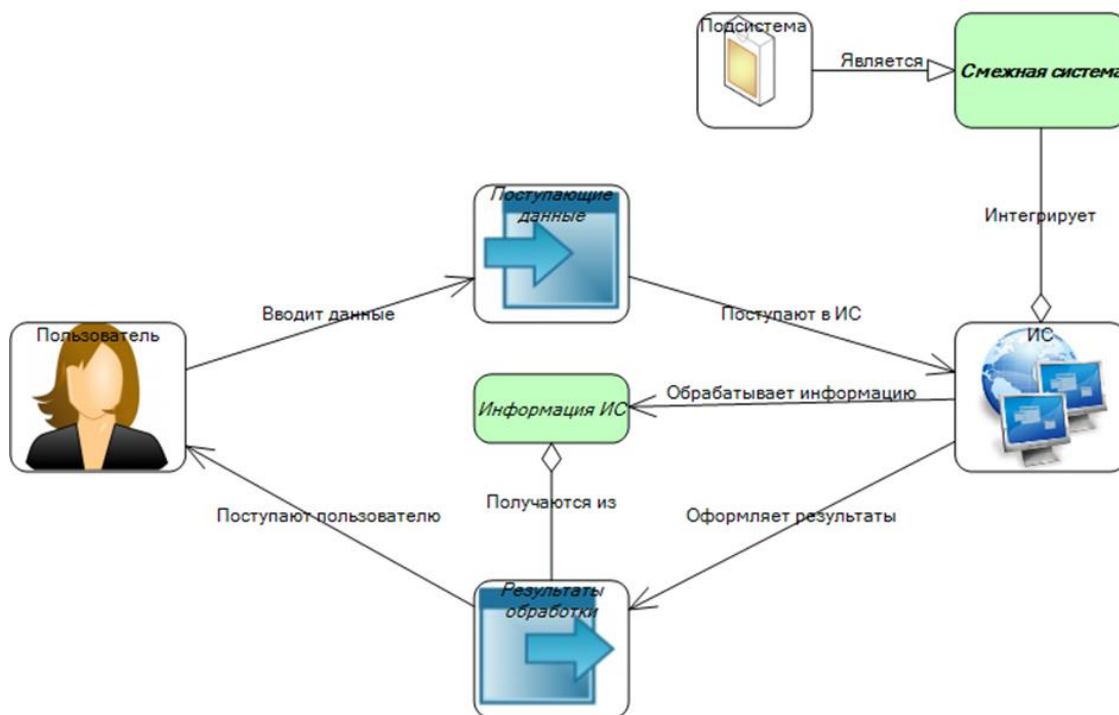 Подсистема
Является
Смежная система
Интегрирует
Поступающие
данные
Вводит данные
Поступают в ИС
Пользователь
ИС
Обрабатывает информацию
Информация ИС
Получаются из
Поступают пользователю
Оформляет результаты
Результаты
обработки